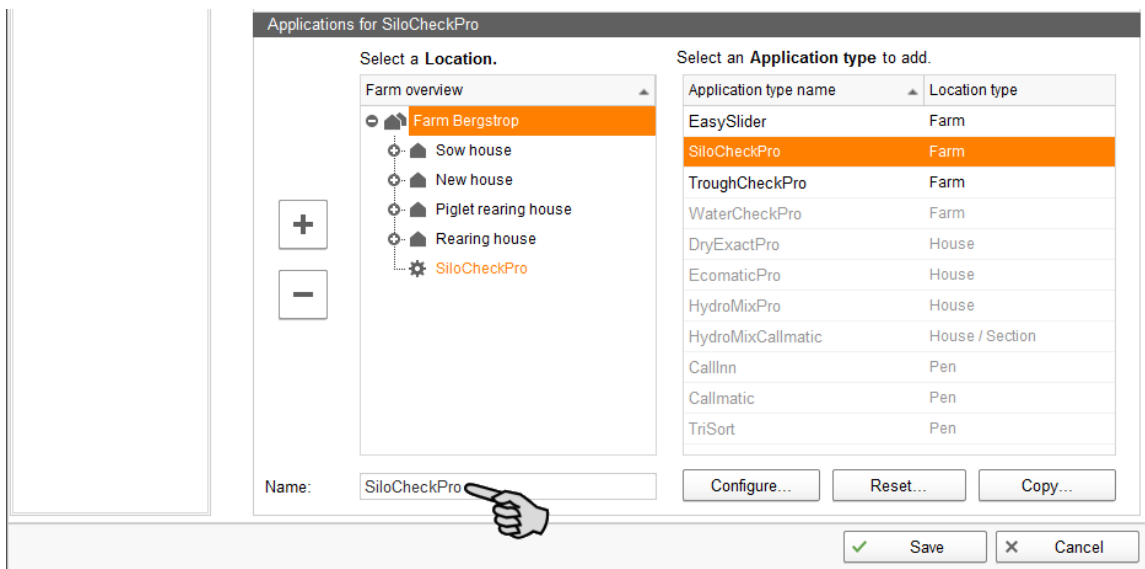 Applications for SiloCheckPro
Select a Location.
Select an Application type to add.
Farm overview
Farm Bergstrop
Sow house
New house
Piglet rearing house
Rearing house
SiloCheckPro
Application type name Location type
EasySlider Farm
SiloCheckPro Farm
TroughCheckPro Farm
WaterCheckPro Farm
DryExactPro House
EcomaticPro House
HydroMixPro House
HydroMixCallmatic House / Section
CallInn Pen
Callmatic Pen
TriSort Pen
Name: SiloCheckPro
Configure... Reset... Copy...
Save Cancel